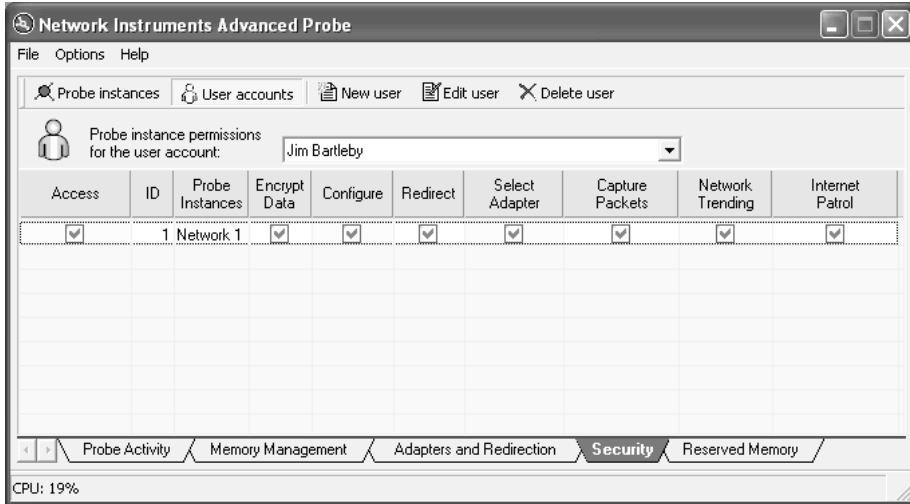 Network Instruments Advanced Probe
File Options Help
Probe instances User accounts New user Edit user Delete user
Probe instance permissions
for the user account:
Jim Bartleby
Access ID Probe Instances Encrypt Data Configure Redirect Select Adapter Capture Packets Network Trending Internet Patrol
1 Network 1
Probe Activity Memory Management Adapters and Redirection Security Reserved Memory
CPU: 19%